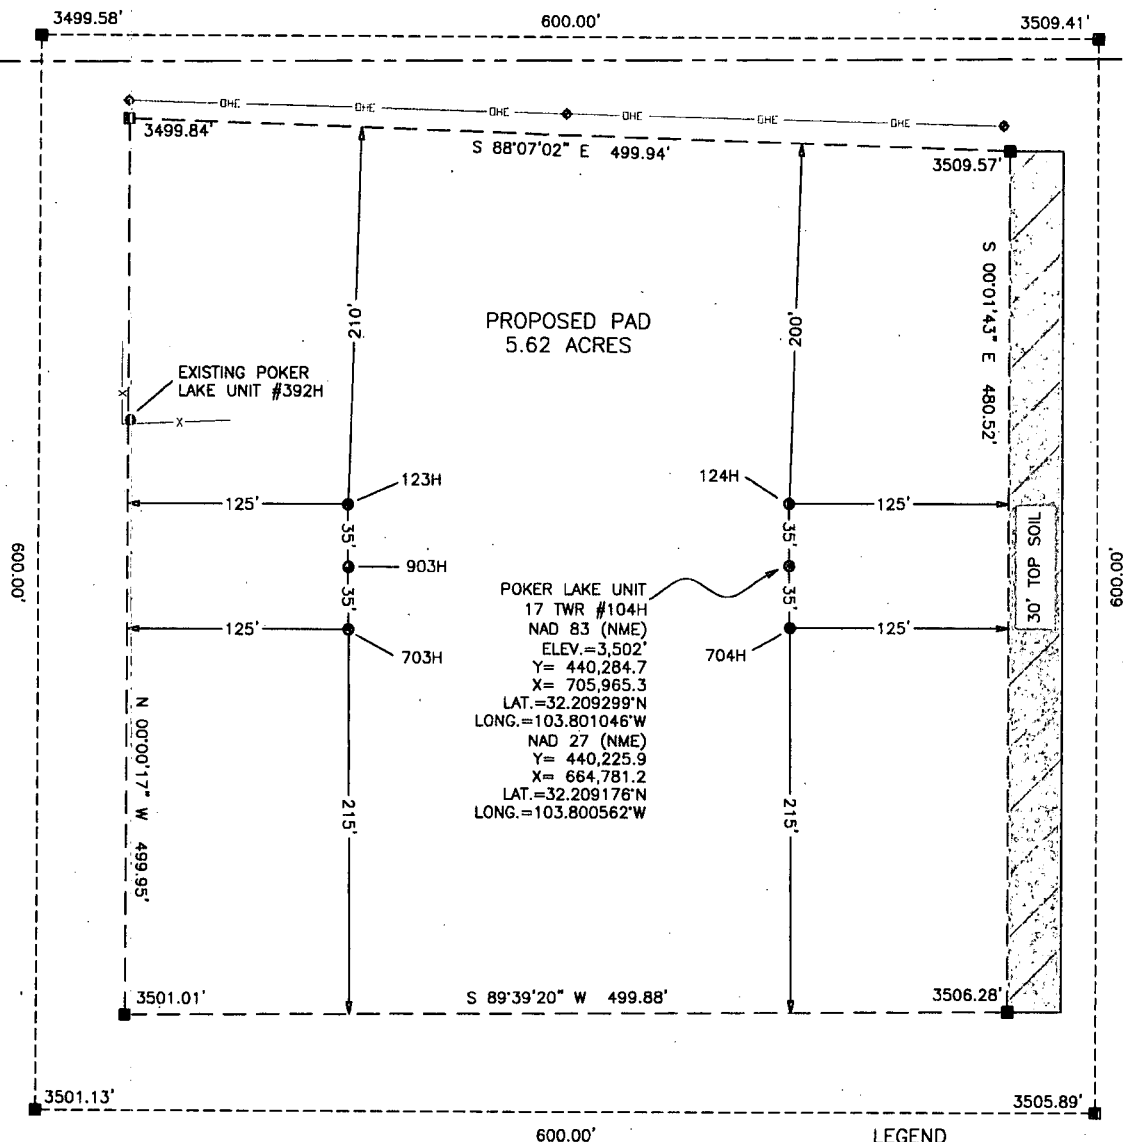 3499.58'
600.00'
3509.41'
OHE OHE OHE OHE OHE OHE
3499.84'
S 88°07'02" E 499.94'
3509.57'
S 00°01'43" E 480.52'
210'
200'
PROPOSED PAD
5.62 ACRES
EXISTING POKER
LAKE UNIT #392H
X
X
123H
124H
125'
125'
35'
35'
903H
35'
35'
30' TOP SOIL
600.00'
600.00'
POKER LAKE UNIT
17 TWR #104H
NAD 83 (NME)
ELEV.=3,502'
Y= 440,284.7
X= 705,965.3
LAT.=32.209299°N
LONG.=103.801046°W
NAD 27 (NME)
Y= 440,225.9
X= 664,781.2
LAT.=32.209176°N
LONG.=103.800562°W
125'
125'
703H
704H
N 00°00'17" W 499.95'
215'
215'
3501.01'
S 89°39'20" W 499.88'
3506.28'
3501.13'
3505.89'
600.00'
LEGEND